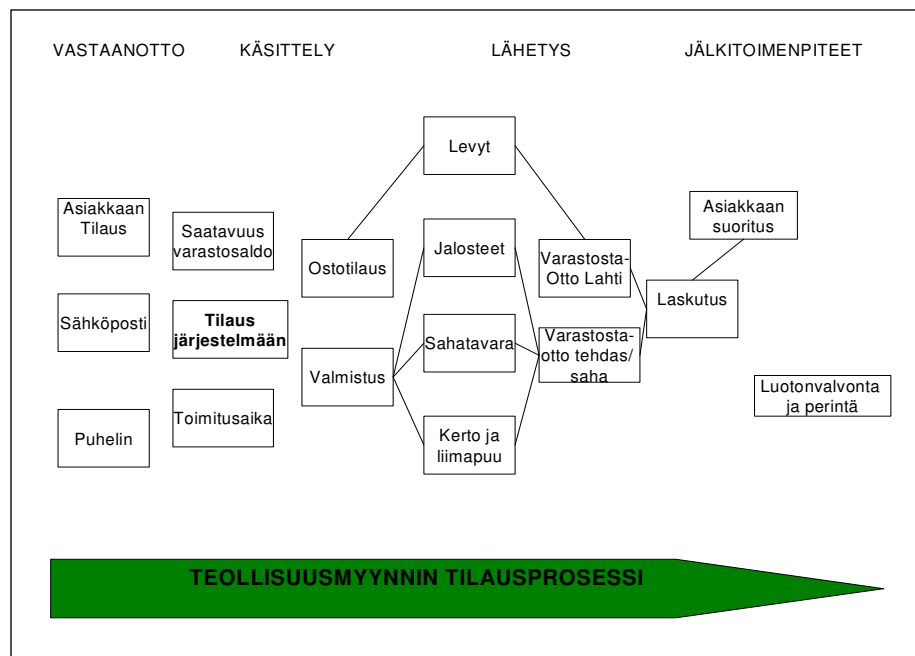 VASTAANOTTO
KÄSITTELY
LÄHETYS
JÄLKITOIMENPITEET
Levyt
Asiakkaan
Tilaus
Saatavuus
varastosaldo
Ostotilaus
Jalosteet
Varastosta-
Otto Lahti
Asiakkaan
suoritus
Laskutus
Sähköposti
Tilaus
järjestelmään
Valmistus
Sahatavara
Varastosta-
otto tehdas/
saha
Puhelin
Toimitusaika
Kerto ja
liimapuu
Luotonvalvonta
ja perintä
TEOLLISUUSMYYNNIN TILAUSPROSESSI